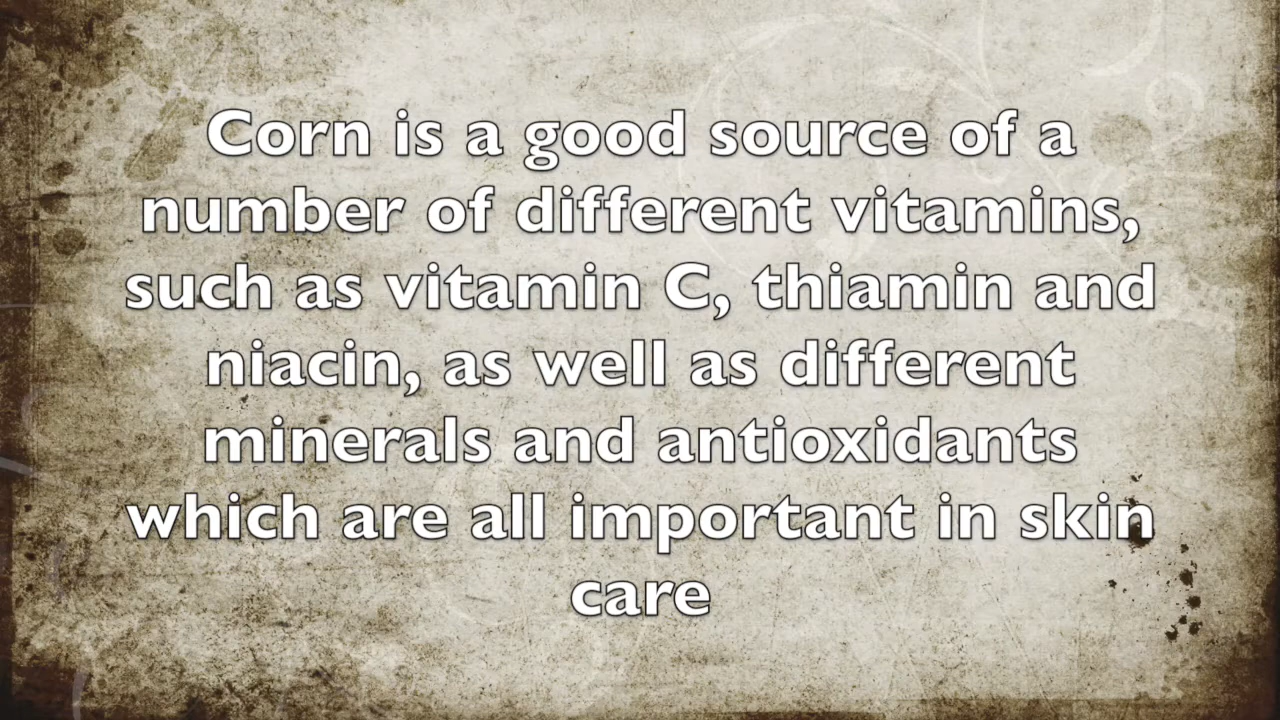 Corn is a good source of a
number of different vitamins,
such as vitamin C, thiamin and
niacin, as well as different
minerals and antioxidants
which are all important in skin
care